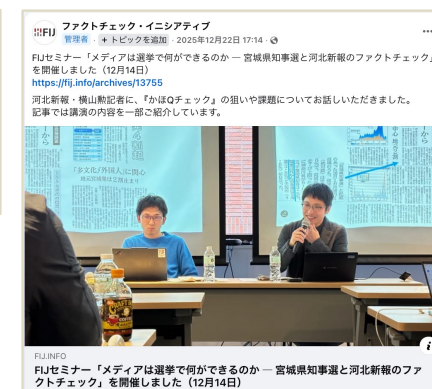 FIJ
ファクトチェック・イニシアティブ
管理者 · + トピックを追加 · 2025年12月22日 17:14 ·
FIJセミナー「メディアは選挙で何ができるのか ― 宮城県知事選と河北新報のファクトチェック」
を開催しました（12月14日）
https://fij.info/archives/13755
河北新報・横山勲記者に、『かほQチェック』の狙いや課題についてお話しいただきました。
記事では講演の内容を一部ご紹介しています。
「多文化」「外国人」に関心
FIJ.INFO
FIJセミナー「メディアは選挙で何ができるのか ― 宮城県知事選と河北新報のファ
クトチェック」を開催しました（12月14日）